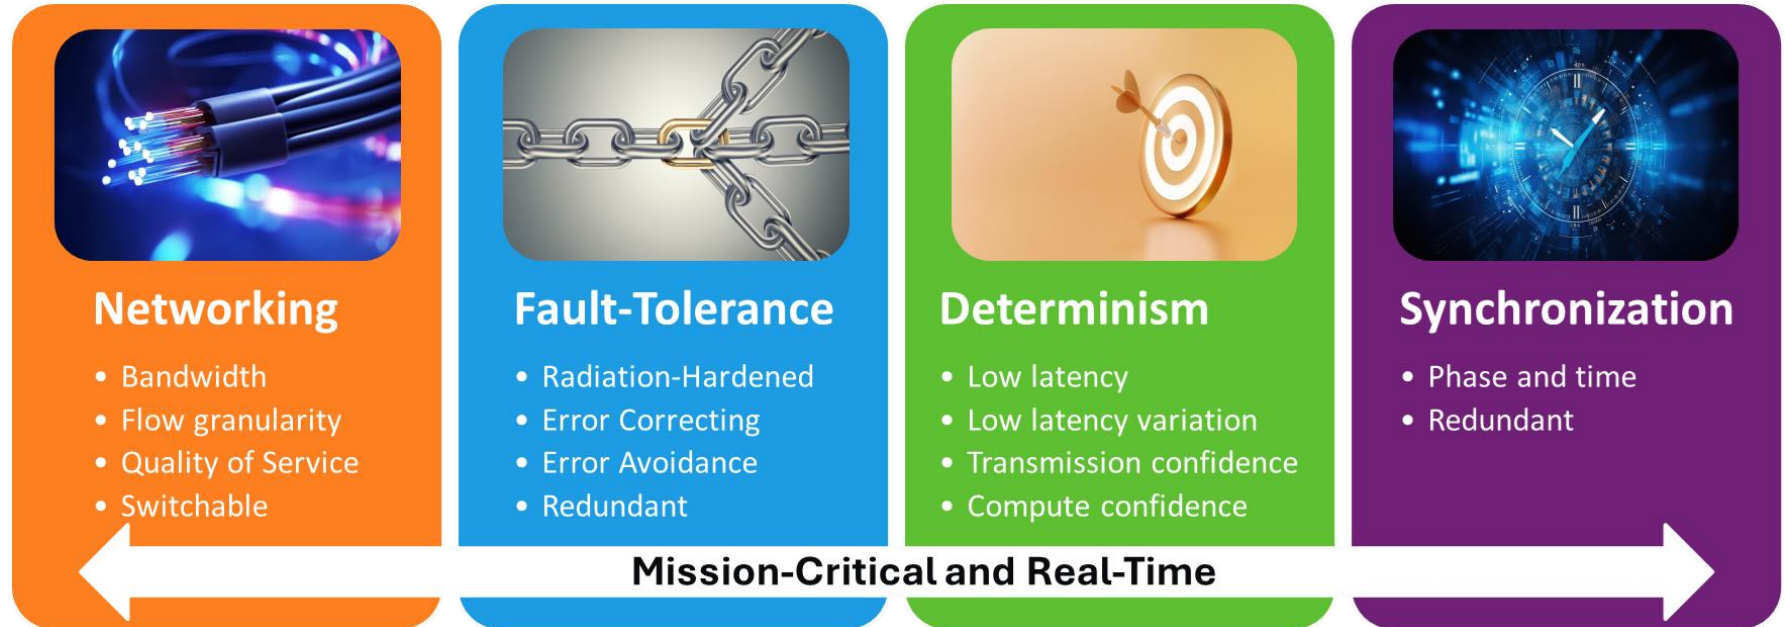 Networking
• Bandwidth
• Flow granularity
• Quality of Service
• Switchable
Fault-Tolerance
• Radiation-Hardened
• Error Correcting
• Error Avoidance
• Redundant
Determinism
• Low latency
• Low latency variation
• Transmission confidence
• Compute confidence
Synchronization
• Phase and time
• Redundant
Mission-Critical and Real-Time